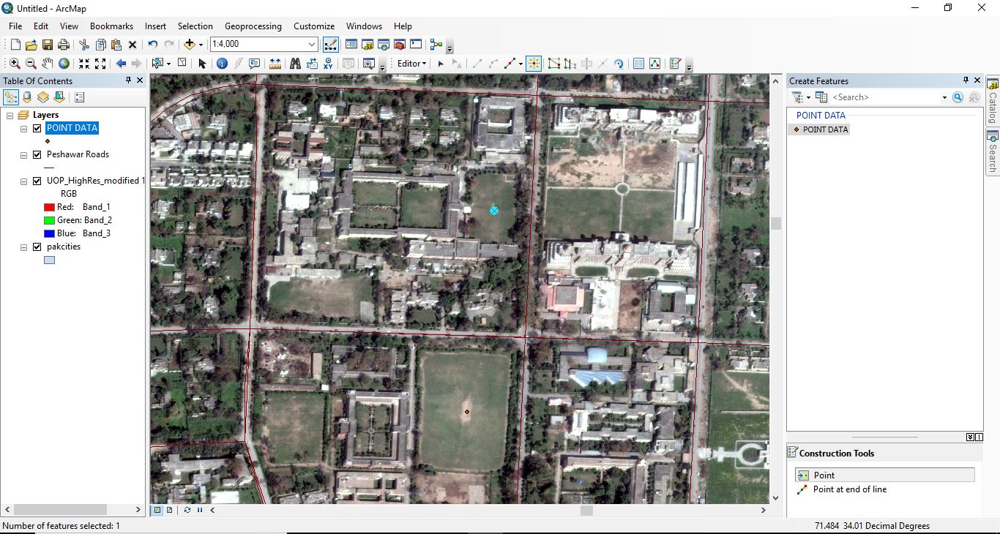 Untitled - ArcMap
File Edit View Bookmarks Insert Selection Geoprocessing Customize Windows Help
1:4,000
Editor
Table Of Contents
Layers
POINT DATA
Peshawar Roads
UOP_HighRes_modified 1
RGB
Red: Band_1
Green: Band_2
Blue: Band_3
pakcities
Create Features
<Search>
POINT DATA
POINT DATA
Construction Tools
Point
Point at end of line
Catalog
Search
Number of features selected: 1
71.484 34.01 Decimal Degrees